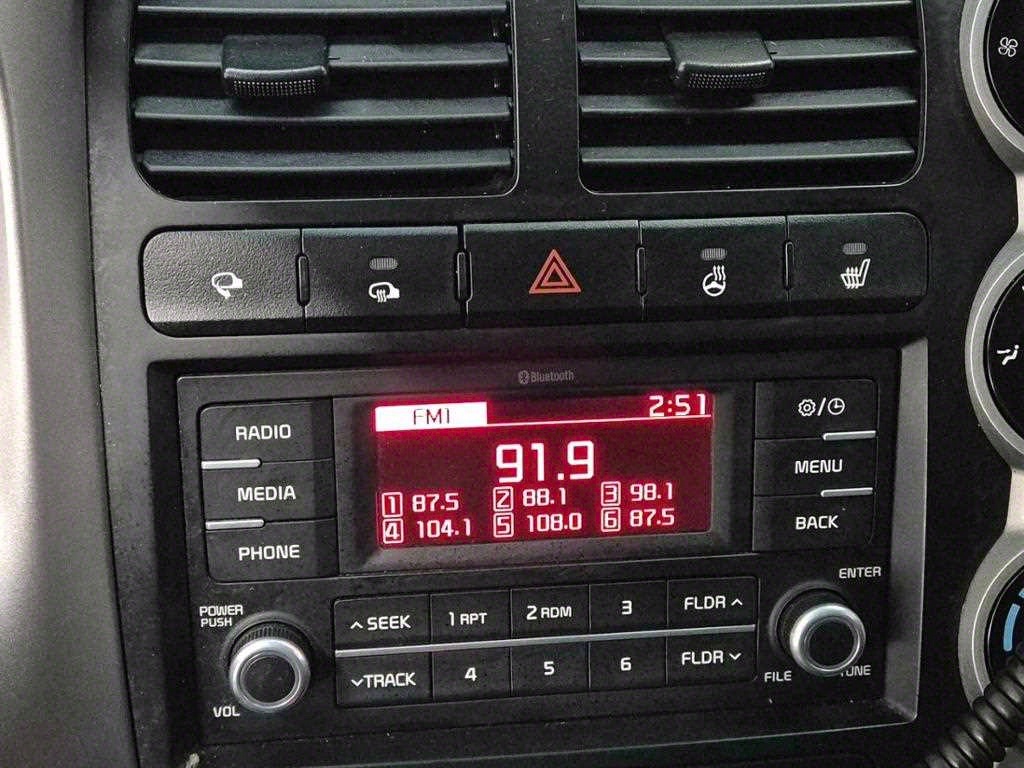 Bluetooth
FM1 2:51
91.9
1 87.5 2 88.1 3 98.1
4 104.1 5 108.0 6 87.5
RADIO
MEDIA
PHONE
MENU
BACK
POWER
PUSH
VOL
SEEK 1 RPT 2 RDM 3 FLDR
TRACK 4 5 6 FLDR
ENTER
FILE TUNE